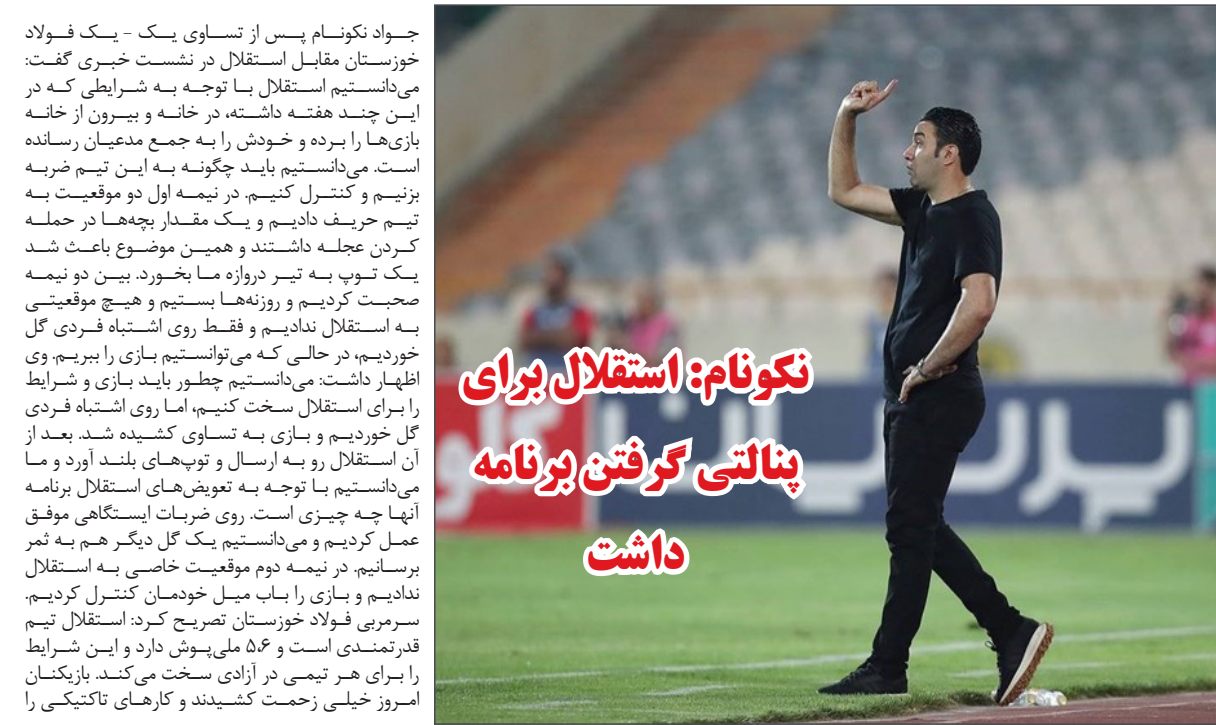 جواد نکونام پس از تساوی یک - یک فولاد
خوزستان مقابل استقلال در نشست خبری گفت:
می‌دانستیم استقلال با توجه به شرایطی که در
این چند هفته داشته، در خانه و بیرون از خانه
بازی‌ها را برده و خودش را به جمع مدعیان رسانده
است. می‌دانستیم باید چگونه به این تیم ضربه
بزنیم و کنترل کنیم. در نیمه اول دو موقعیت به
تیم حریف دادیم و یک مقدار بچه‌ها در حمله
کردن عجله داشتند و همین موضوع باعث شد
یک توپ به تیر دروازه ما بخورد. بین دو نیمه
صحبت کردیم و روزنه‌ها بستیم و هیچ موقعیتی
به استقلال ندادیم و فقط روی اشتباه فردی گل
خوردیم، در حالی که می‌توانستیم بازی را ببریم. وی
اظهار داشت: می‌دانستیم چطور باید بازی و شرایط
را برای استقلال سخت کنیم، اما روی اشتباه فردی
گل خوردیم و بازی به تساوی کشیده شد. بعد از
آن استقلال رو به ارسال و توپ‌های بلند آورد و ما
می‌دانستیم با توجه به تعویض‌های استقلال برنامه
آنها چه چیزی است. روی ضربات ایستگاهی موفق
عمل کردیم و می‌دانستیم یک گل دیگر هم به ثمر
برسانیم. در نیمه دوم موقعیت خاصی به استقلال
ندادیم و بازی را باب میل خودمان کنترل کردیم.
سرمربی فولاد خوزستان تصریح کرد: استقلال تیم
قدرتمندی است و ۵،۶ ملی‌پوش دارد و این شرایط
را برای هر تیمی در آزادی سخت می‌کند. بازیکنان
امروز خیلی زحمت کشیدند و کارهای تاکتیکی را
نکونام: استقلال برای
پنالتی گرفتن برنامه
داشت